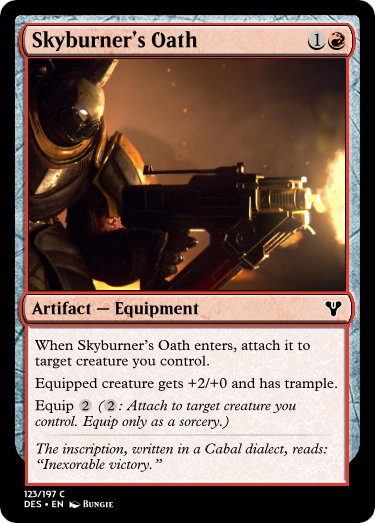 Skyburner's Oath 1
Artifact — Equipment
When Skyburner's Oath enters, attach it to
target creature you control.
Equipped creature gets +2/+0 and has trample.
Equip 2 (2: Attach to target creature you
control. Equip only as a sorcery.)
The inscription, written in a Cabal dialect, reads:
“Inexorable victory.”
123/197 C
DES • EN Bungie